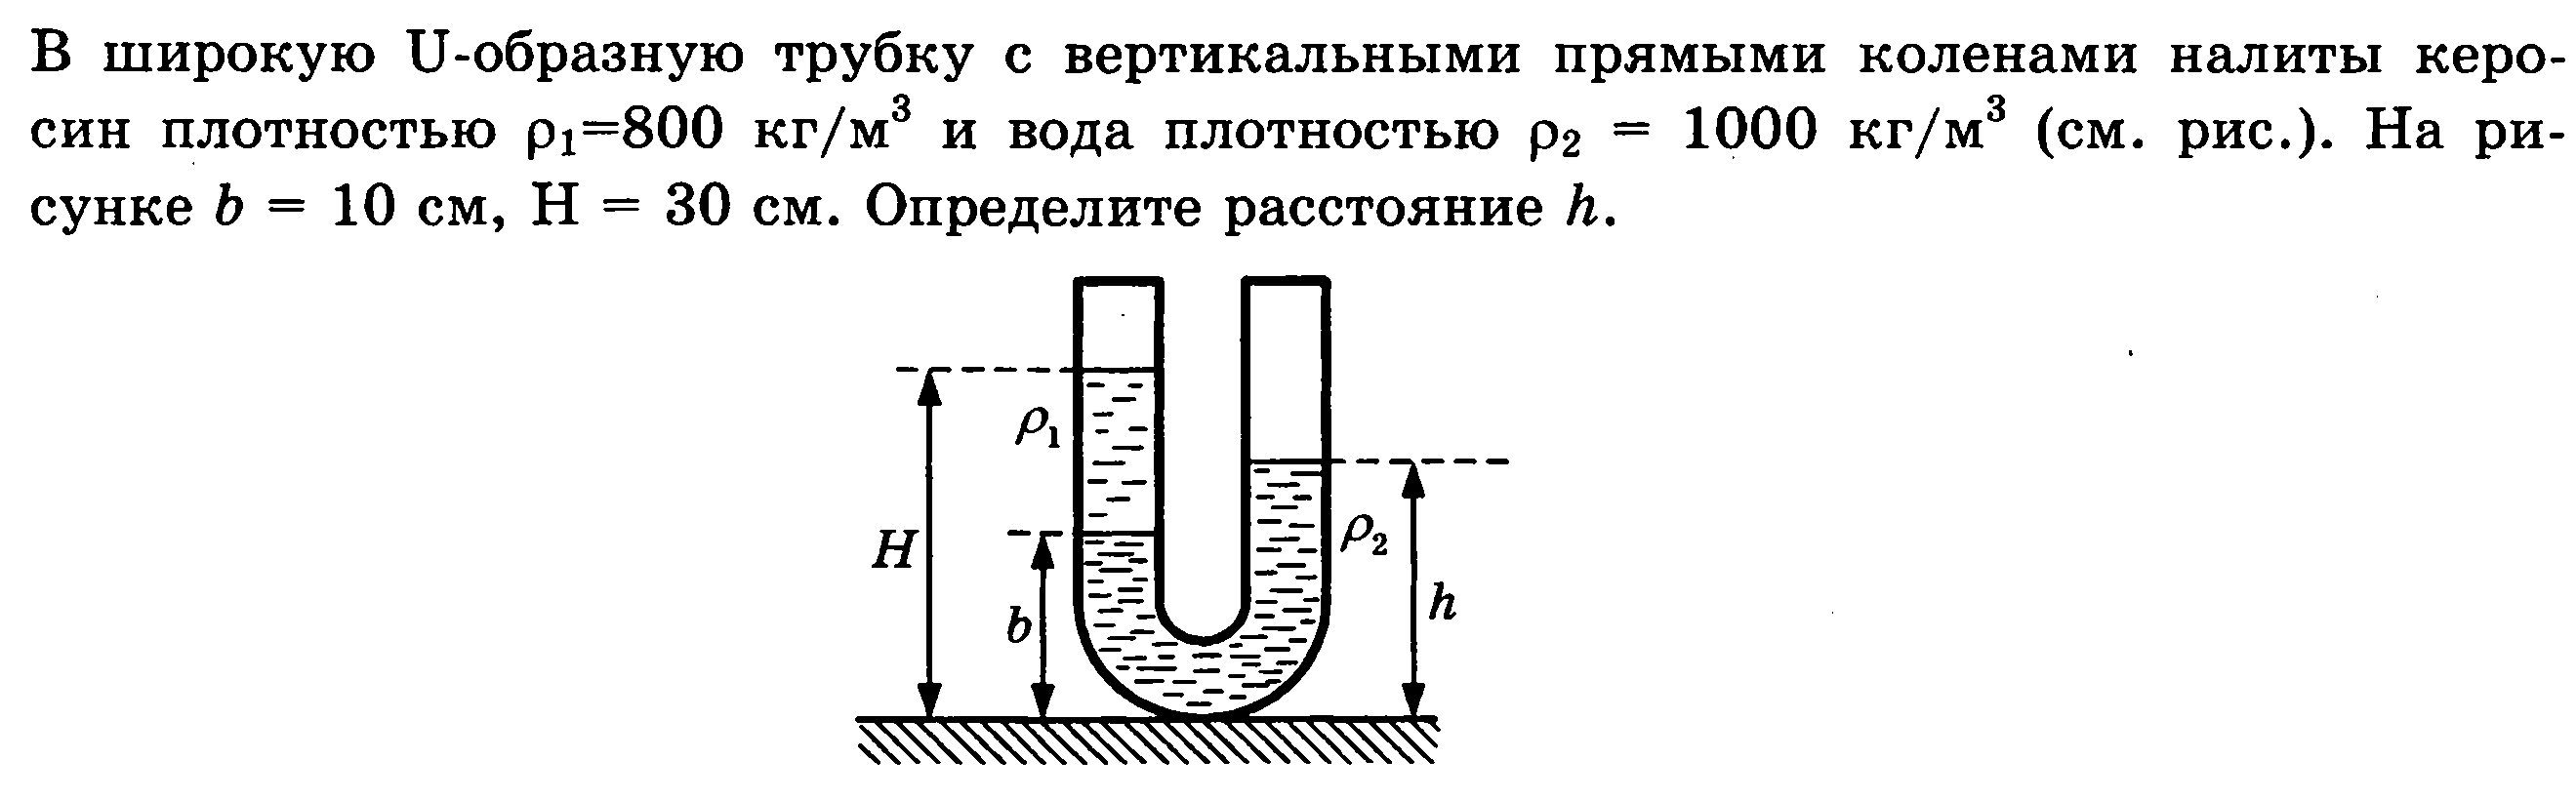 В широкую U-образную трубку с вертикальными прямыми коленами налиты керо-
син плотностью ρ₁=800 кг/м³ и вода плотностью ρ₂ = 1000 кг/м³ (см. рис.). На ри-
сунке b = 10 см, H = 30 см. Определите расстояние h.
ρ₁
H
ρ₂
b
h